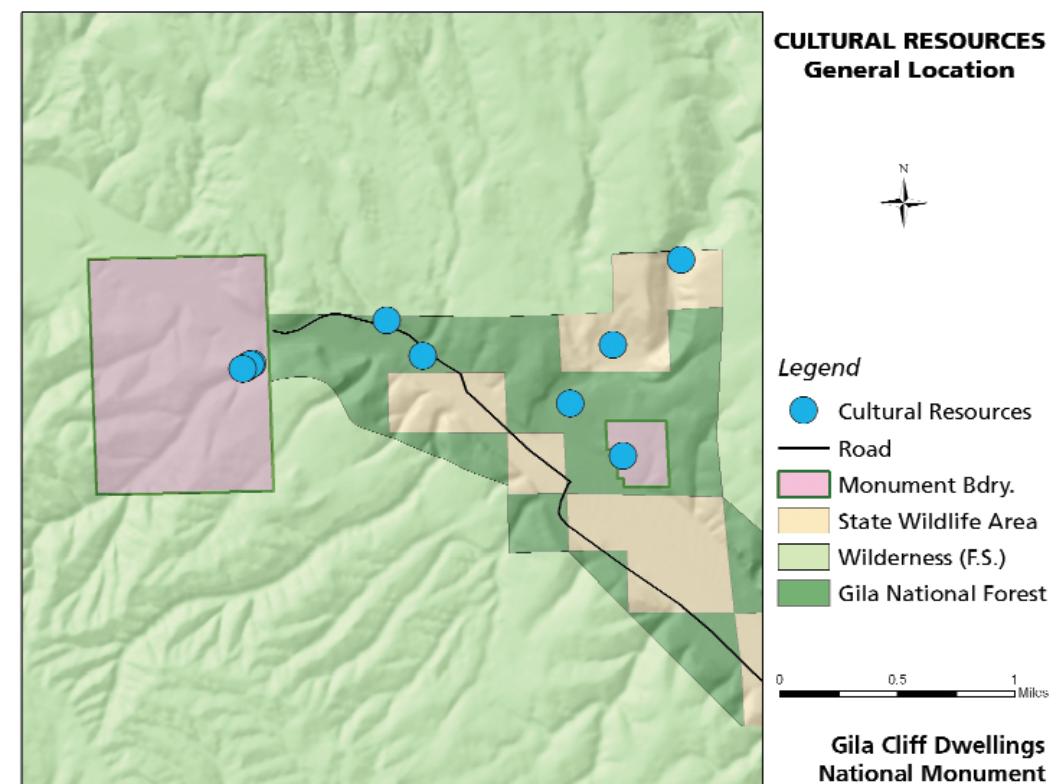 CULTURAL RESOURCES
General Location
N
Legend
Cultural Resources
Road
Monument Bdry.
State Wildlife Area
Wilderness (F.S.)
Gila National Forest
0 0.5 1
Miles
Gila Cliff Dwellings
National Monument